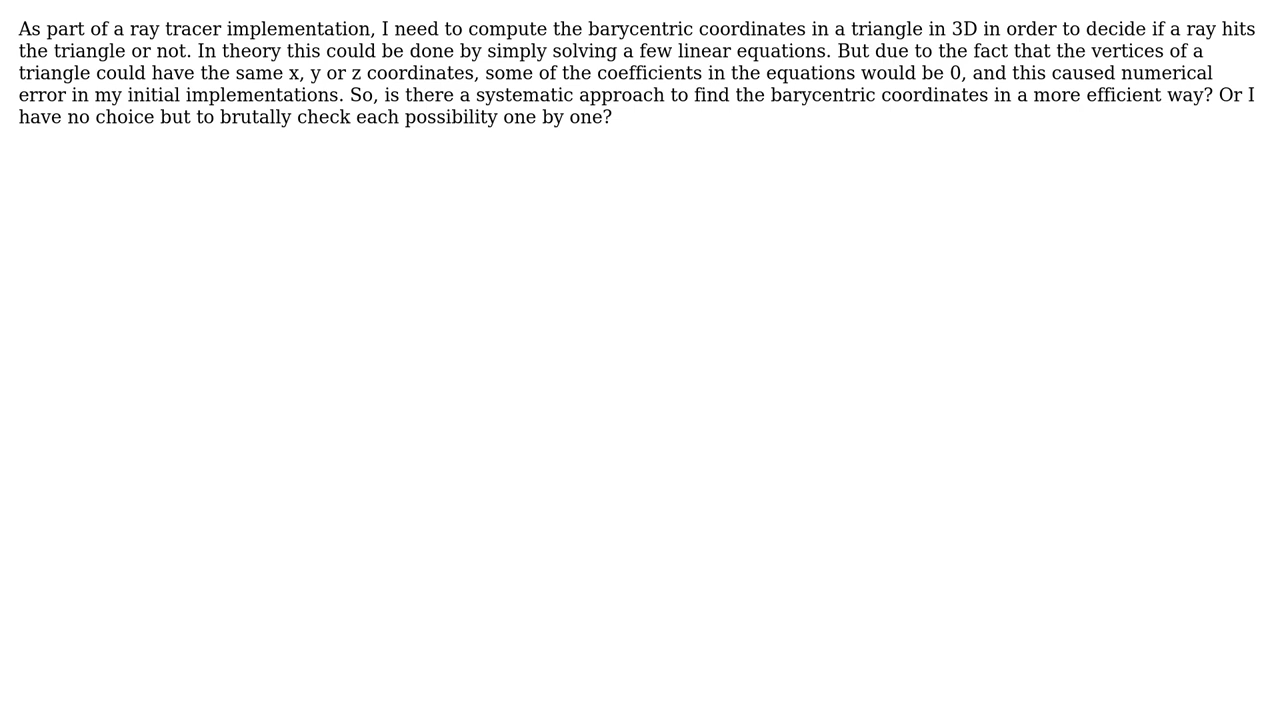 As part of a ray tracer implementation, I need to compute the barycentric coordinates in a triangle in 3D in order to decide if a ray hits
the triangle or not. In theory this could be done by simply solving a few linear equations. But due to the fact that the vertices of a
triangle could have the same x, y or z coordinates, some of the coefficients in the equations would be 0, and this caused numerical
error in my initial implementations. So, is there a systematic approach to find the barycentric coordinates in a more efficient way? Or I
have no choice but to brutally check each possibility one by one?